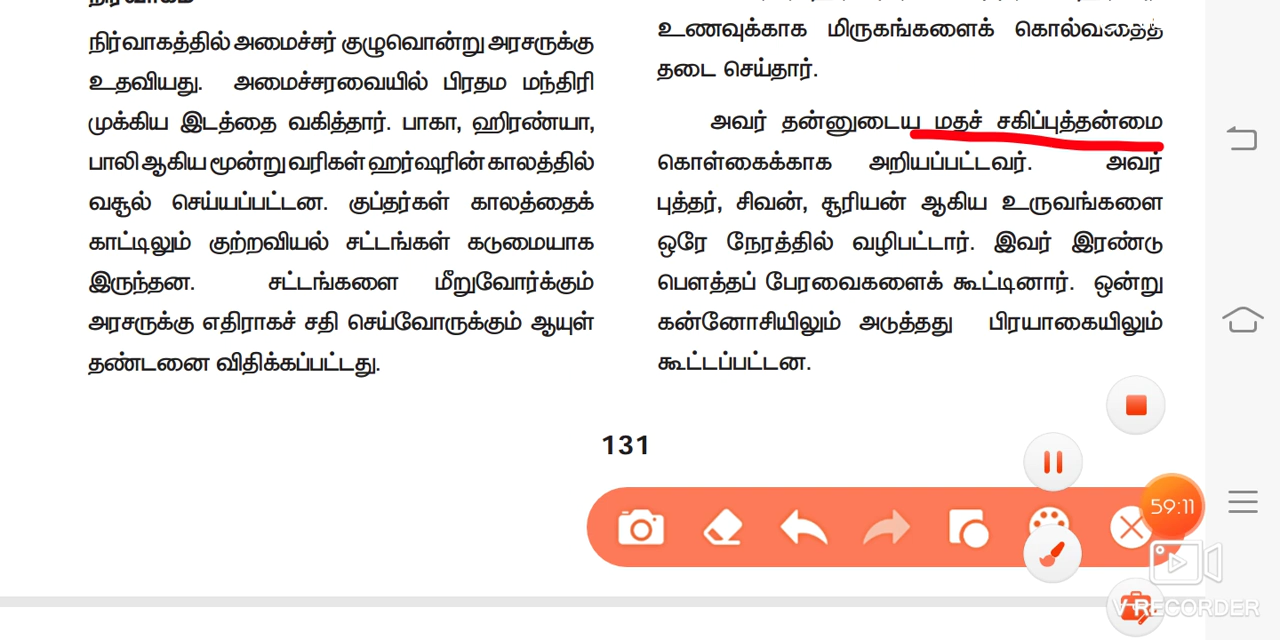 நிர்வாகம்
நிர்வாகத்தில் அமைச்சர் குழுவொன்று அரசருக்கு
உதவியது. அமைச்சரவையில் பிரதம மந்திரி
முக்கிய இடத்தை வகித்தார். பாகா, ஹிரண்யா,
பாலி ஆகிய மூன்று வரிகள் ஹர்ஷரின் காலத்தில்
வசூல் செய்யப்பட்டன. குப்தர்கள் காலத்தைக்
காட்டிலும் குற்றவியல் சட்டங்கள் கடுமையாக
இருந்தன. சட்டங்களை மீறுவோர்க்கும்
அரசருக்கு எதிராகச் சதி செய்வோருக்கும் ஆயுள்
தண்டனை விதிக்கப்பட்டது.
உணவுக்காக மிருகங்களைக் கொல்வதைத்
தடை செய்தார்.
அவர் தன்னுடைய மதச் சகிப்புத்தன்மை
கொள்கைக்காக அறியப்பட்டவர். அவர்
புத்தர், சிவன், சூரியன் ஆகிய உருவங்களை
ஒரே நேரத்தில் வழிபட்டார். இவர் இரண்டு
பௌத்தப் பேரவைகளைக் கூட்டினார். ஒன்று
கன்னோசியிலும் அடுத்தது பிரயாகையிலும்
கூட்டப்பட்டன.
131
59:11
V RECORDER